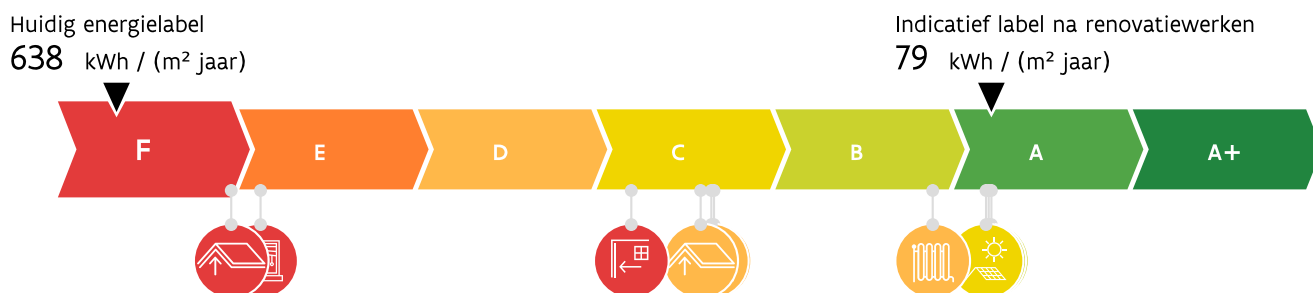 Huidig energielabel
638 kWh / (m² jaar)
Indicatief label na renovatiewerken
79 kWh / (m² jaar)
F E D C B A A+